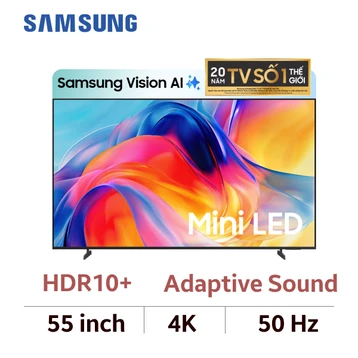 SAMSUNG
Samsung Vision AI
20 NĂM TV SỐ 1 THẾ GIỚI
Mini LED
HDR10+ Adaptive Sound
55 inch 4K 50 Hz